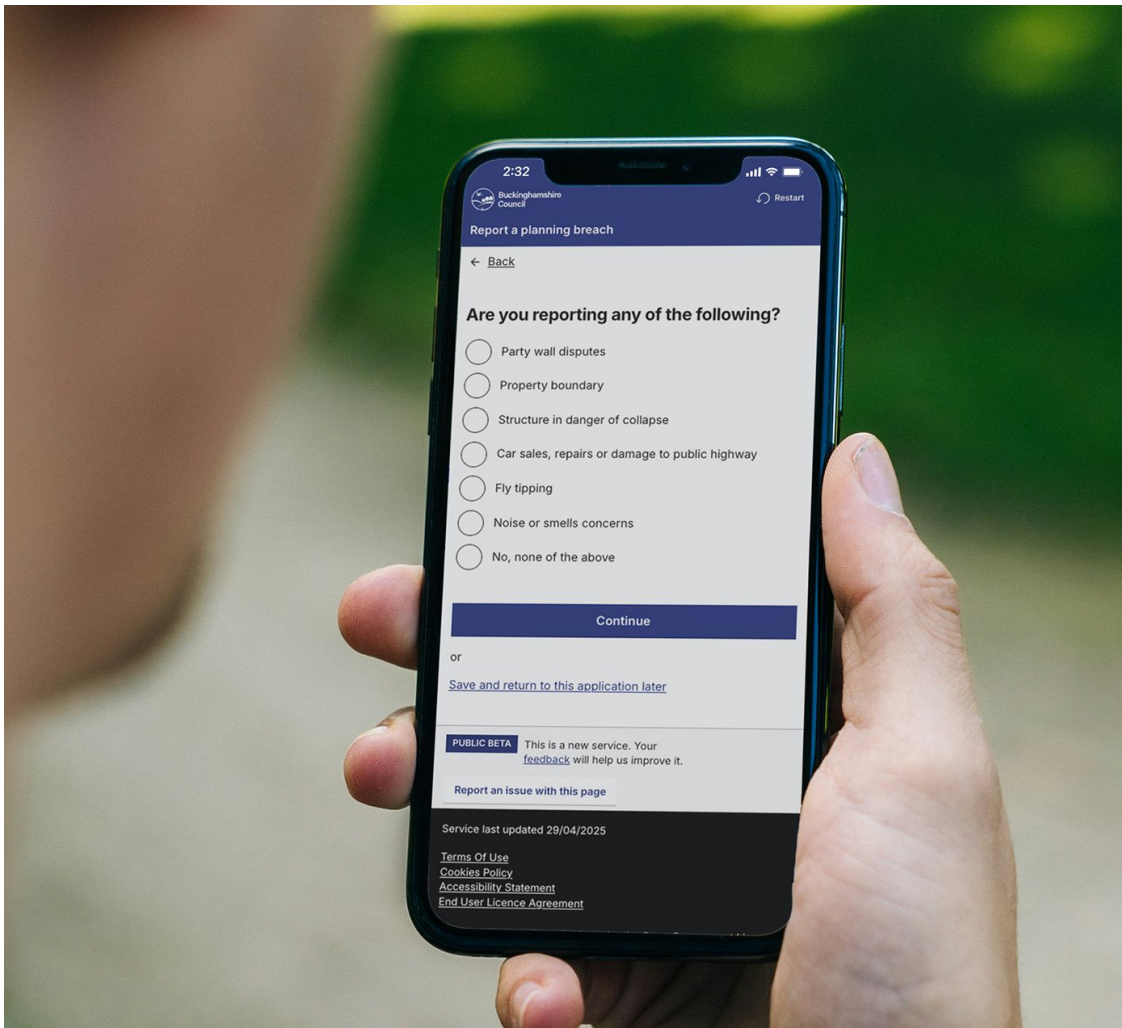 2:32
Buckinghamshire
Council
Restart
Report a planning breach
← Back
Are you reporting any of the following?
Party wall disputes
Property boundary
Structure in danger of collapse
Car sales, repairs or damage to public highway
Fly tipping
Noise or smells concerns
No, none of the above
Continue
or
Save and return to this application later
PUBLIC BETA This is a new service. Your
feedback will help us improve it.
Report an issue with this page
Service last updated 29/04/2025
Terms Of Use
Cookies Policy
Accessibility Statement
End User Licence Agreement